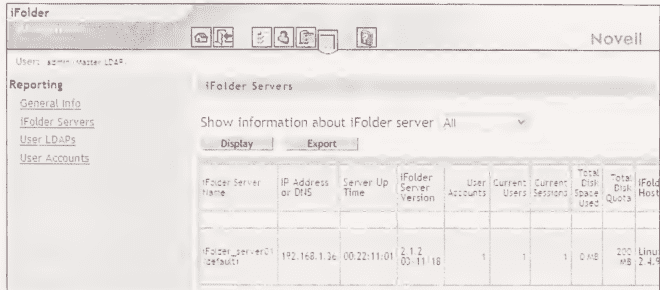 iFolder
Novell
User: admin Master LDAP
Reporting
iFolder Servers
General Info
iFolder Servers
Show information about iFolder server All
User LDAPs
Display Export
User Accounts
iFolder Server Name
IP Address or DNS
Server Up Time
iFolder Server Version
User Accounts
Current Users
Current Sessions
Total Disk Space Used
Total Disk Quota
iFold
Host
iFolder_server01 (default)
192.168.1.36
00:22:11:01
2.1.2
03/11/18
1
1
1
0 MB
200 MB
Linu
2.4.9